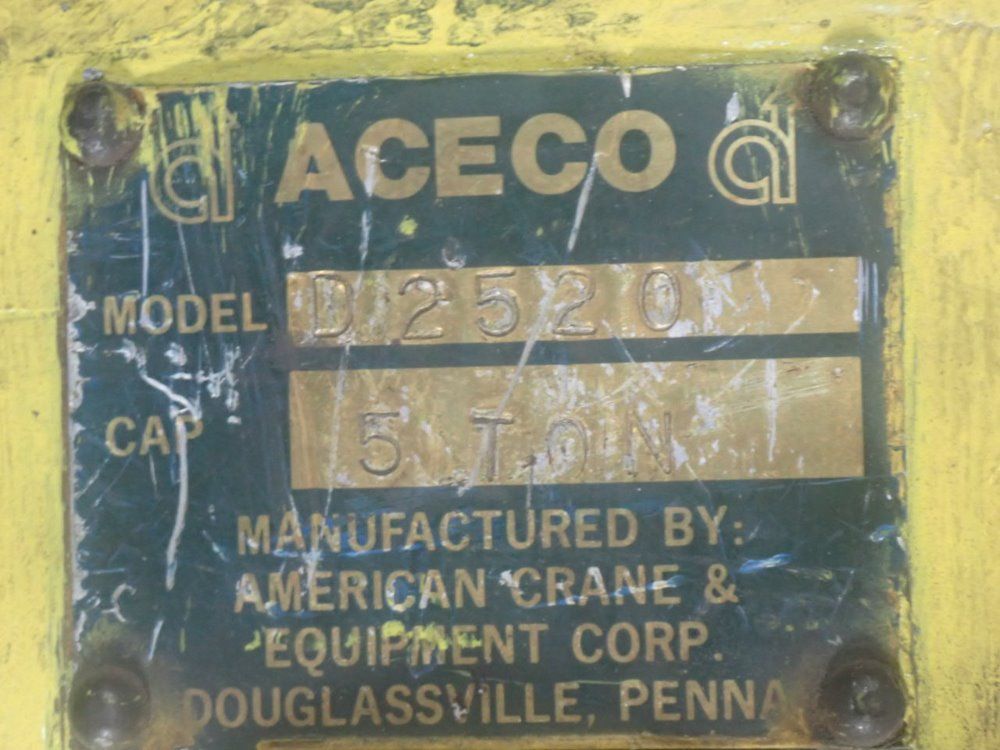 ACECO
MODEL D2520
CAP 5 TON
MANUFACTURED BY:
AMERICAN CRANE &
EQUIPMENT CORP.
DOUGLASSVILLE, PENNA